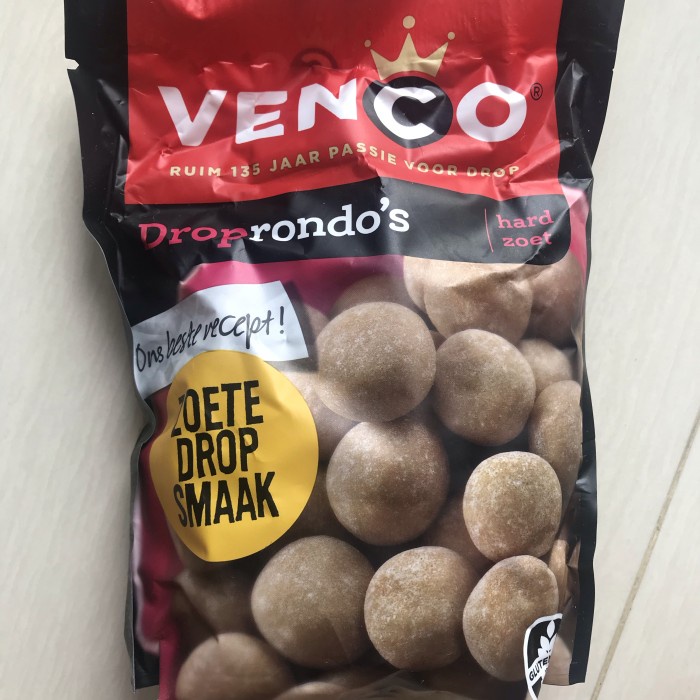 VENCO®
RUIM 135 JAAR PASSIE VOOR DROP
Droprondo's
hard
zoet
Ons beste recept!
ZOETE
DROP
SMAAK